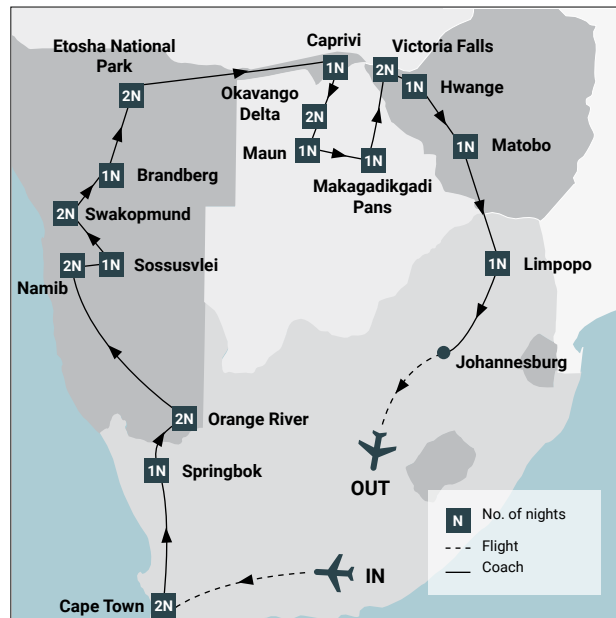 Etosha National
Park
2N
Caprivi
1N
Victoria Falls
2N
1N
Hwange
Okavango
Delta
2N
Maun
1N
1N
Makagadikgadi
Pans
1N
Matobo
1N
Brandberg
2N
Swakopmund
2N
Namib
1N
Sossusvlei
1N
Limpopo
Johannesburg
2N
Orange River
1N
Springbok
OUT
2N
Cape Town
IN
N
No. of nights
Flight
Coach